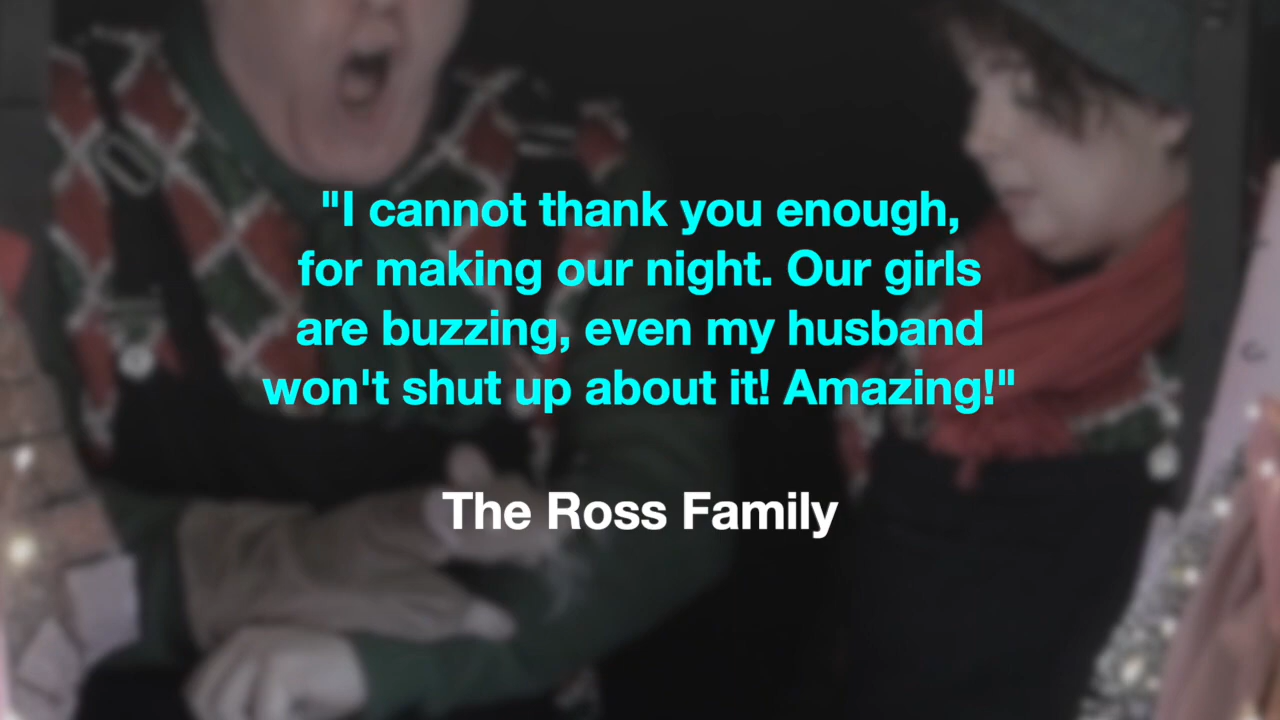 "I cannot thank you enough,
for making our night. Our girls
are buzzing, even my husband
won't shut up about it! Amazing!"
The Ross Family